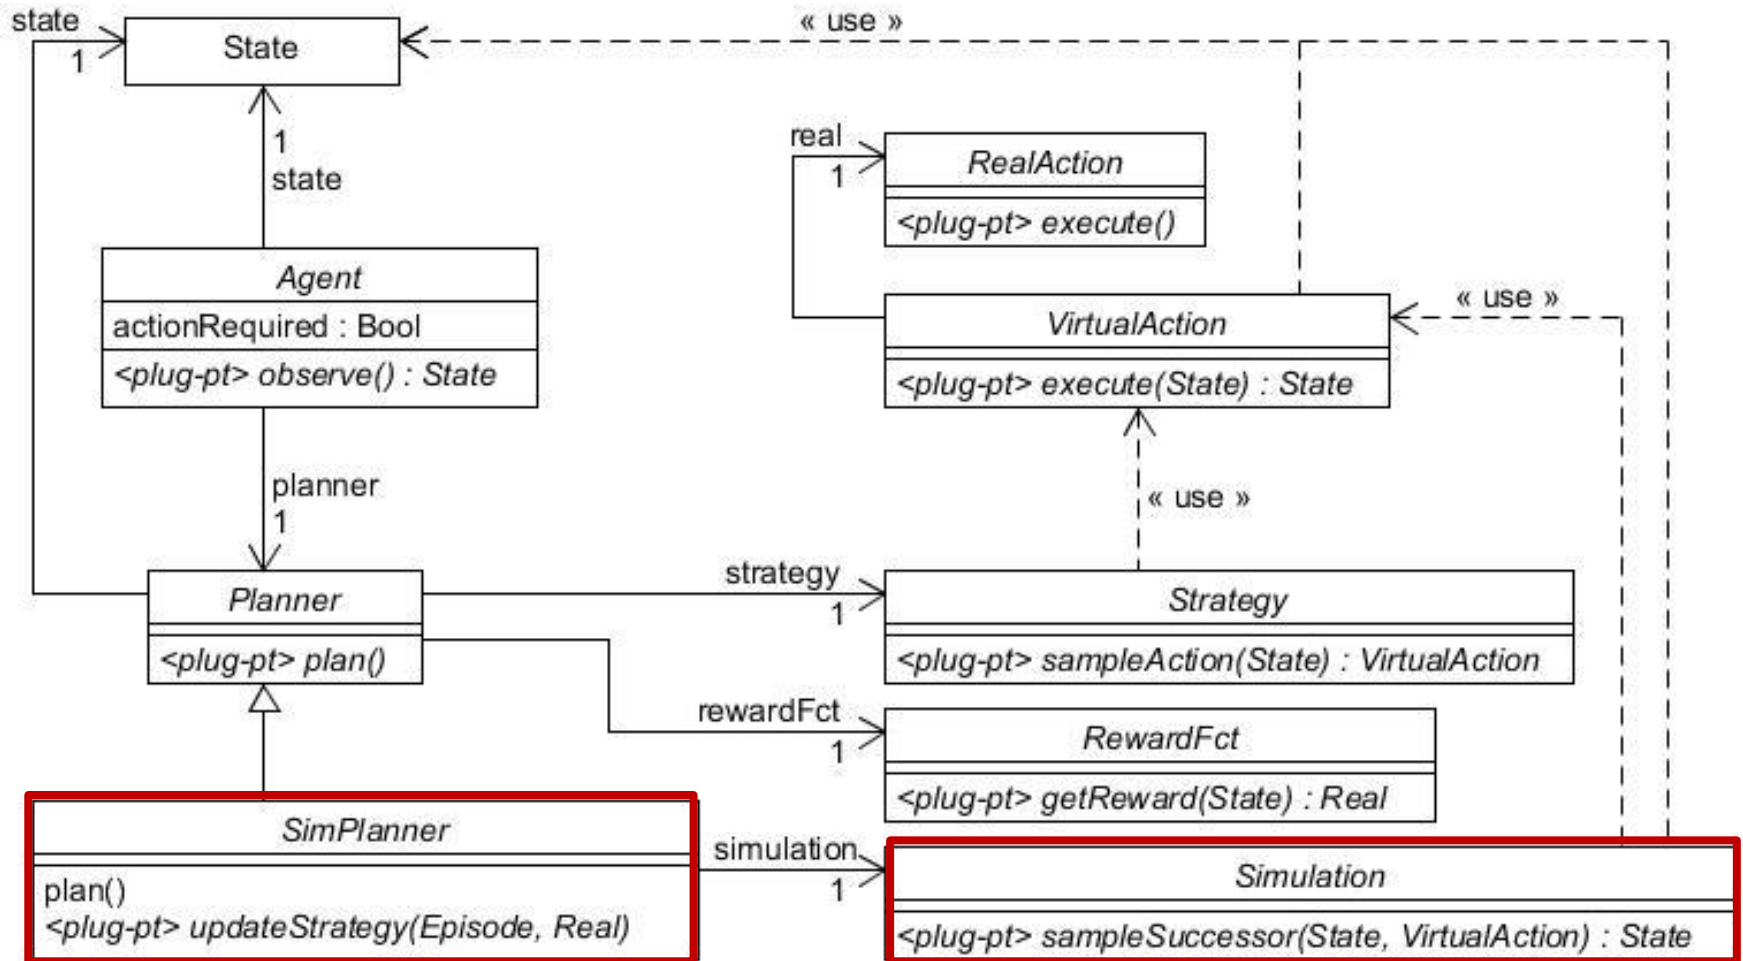 state
1
State
« use »
1
state
real
1
RealAction
<plug-pt> execute()
Agent
actionRequired : Bool
<plug-pt> observe() : State
« use »
VirtualAction
<plug-pt> execute(State) : State
planner
1
« use »
Planner
<plug-pt> plan()
strategy
1
Strategy
<plug-pt> sampleAction(State) : VirtualAction
rewardFct
1
RewardFct
<plug-pt> getReward(State) : Real
SimPlanner
plan()
<plug-pt> updateStrategy(Episode, Real)
simulation
1
Simulation
<plug-pt> sampleSuccessor(State, VirtualAction) : State